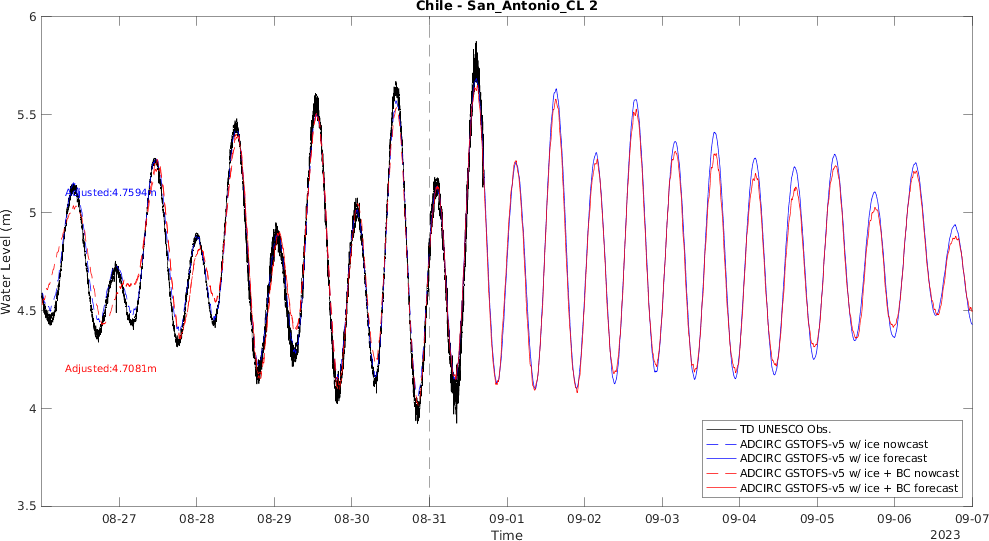 Chile - San_Antonio_CL 2
6
5.5
5
4.5
4
3.5
Water Level (m)
Adjusted:4.7594m
Adjusted:4.7081m
TD UNESCO Obs.
ADCIRC GSTOFS-v5 w/ ice nowcast
ADCIRC GSTOFS-v5 w/ ice forecast
ADCIRC GSTOFS-v5 w/ ice + BC nowcast
ADCIRC GSTOFS-v5 w/ ice + BC forecast
08-27 08-28 08-29 08-30 08-31 09-01 09-02 09-03 09-04 09-05 09-06 09-07
Time
2023